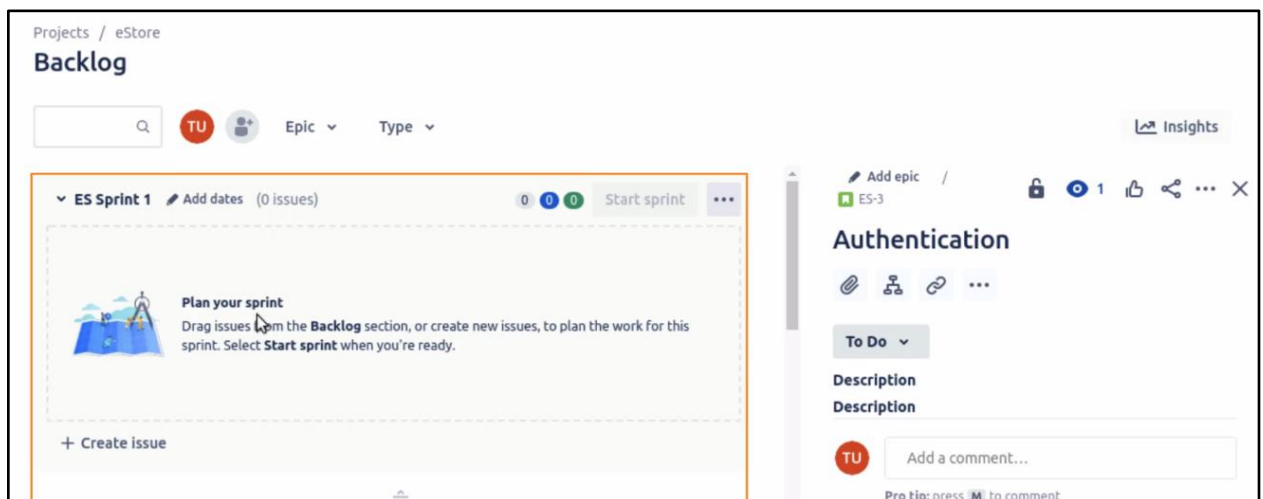 Projects / eStore
Backlog
TU
Epic
Type
Insights
ES Sprint 1 Add dates (0 issues)
0 0 0
Start sprint
Plan your sprint
Drag issues from the Backlog section, or create new issues, to plan the work for this
sprint. Select Start sprint when you're ready.
+ Create issue
Add epic /
ES-3
1
Authentication
To Do
Description
Description
TU
Add a comment...
Pro tip: press M to comment